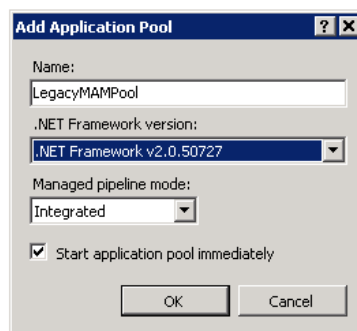 Add Application Pool
Name:
LegacyMAMPool
.NET Framework version:
.NET Framework v2.0.50727
Managed pipeline mode:
Integrated
Start application pool immediately
OK Cancel